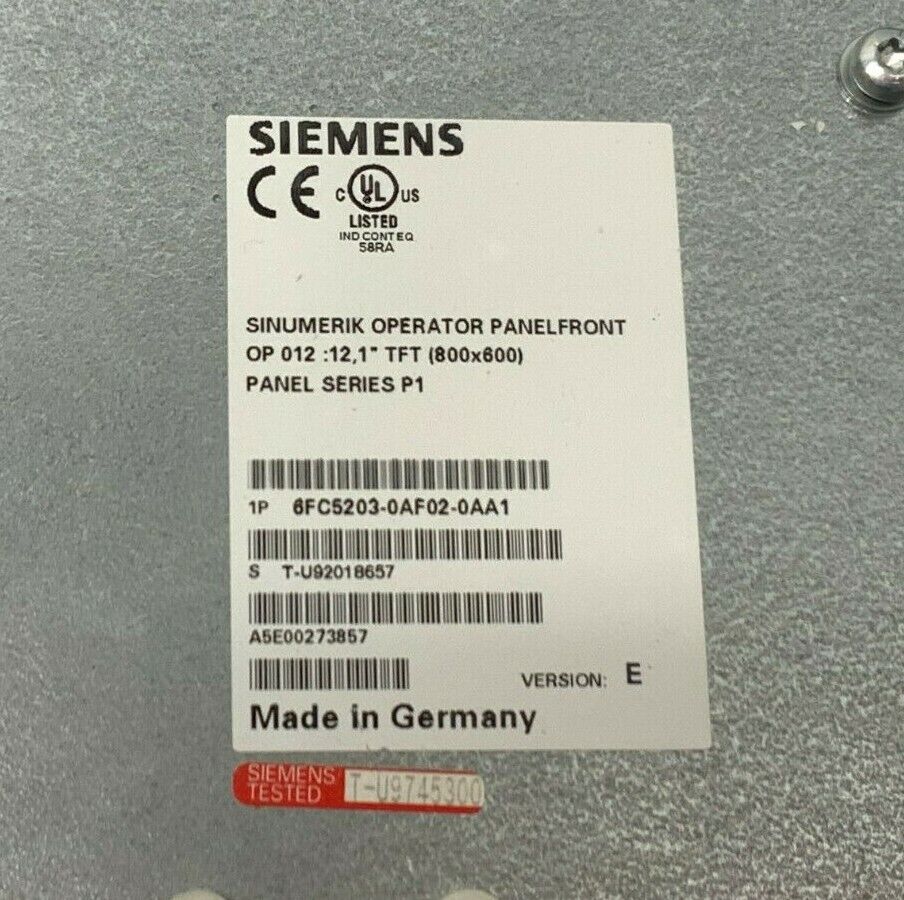 SIEMENS
CE C UL US
LISTED
IND CONT EQ
58RA
SINUMERIK OPERATOR PANELFRONT
OP 012 :12,1" TFT (800x600)
PANEL SERIES P1
1P 6FC5203-0AF02-0AA1
S T-U92018657
A5E00273857
VERSION: E
Made in Germany
SIEMENS
TESTED T-U9745300